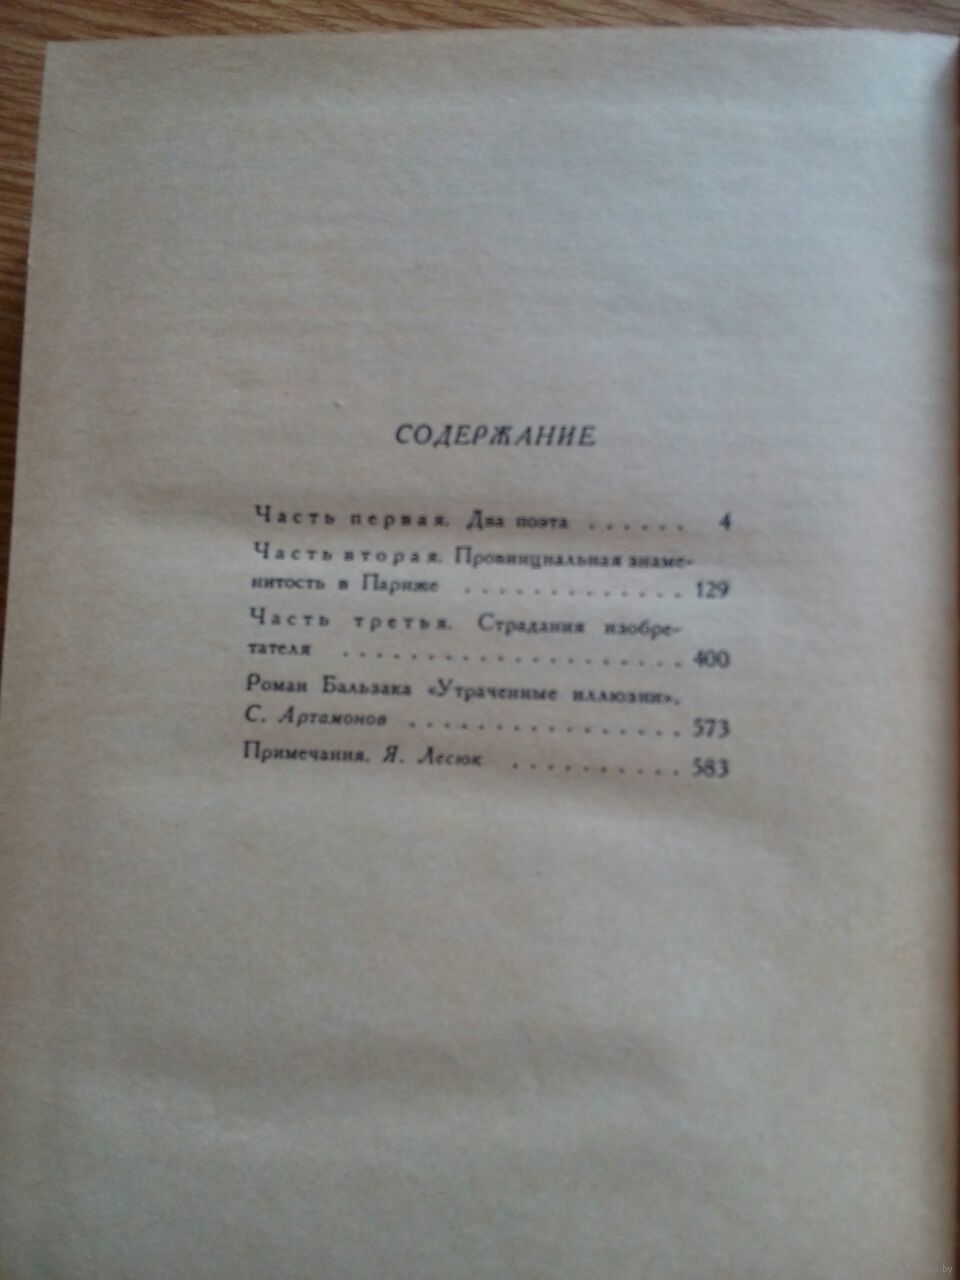 СОДЕРЖАНИЕ
Часть первая. Два поэта . . . . . . 4
Часть вторая. Провинциальная знаме-
нитость в Париже . . . . . . . . . . . . . 129
Часть третья. Страдания изобре-
тателя . . . . . . . . . . . . . . . . . . . . 400
Роман Бальзака «Утраченные иллюзии».
С. Артамонов . . . . . . . . . . . . . . . . 573
Примечания. Я. Лесюк . . . . . . . . . . 583